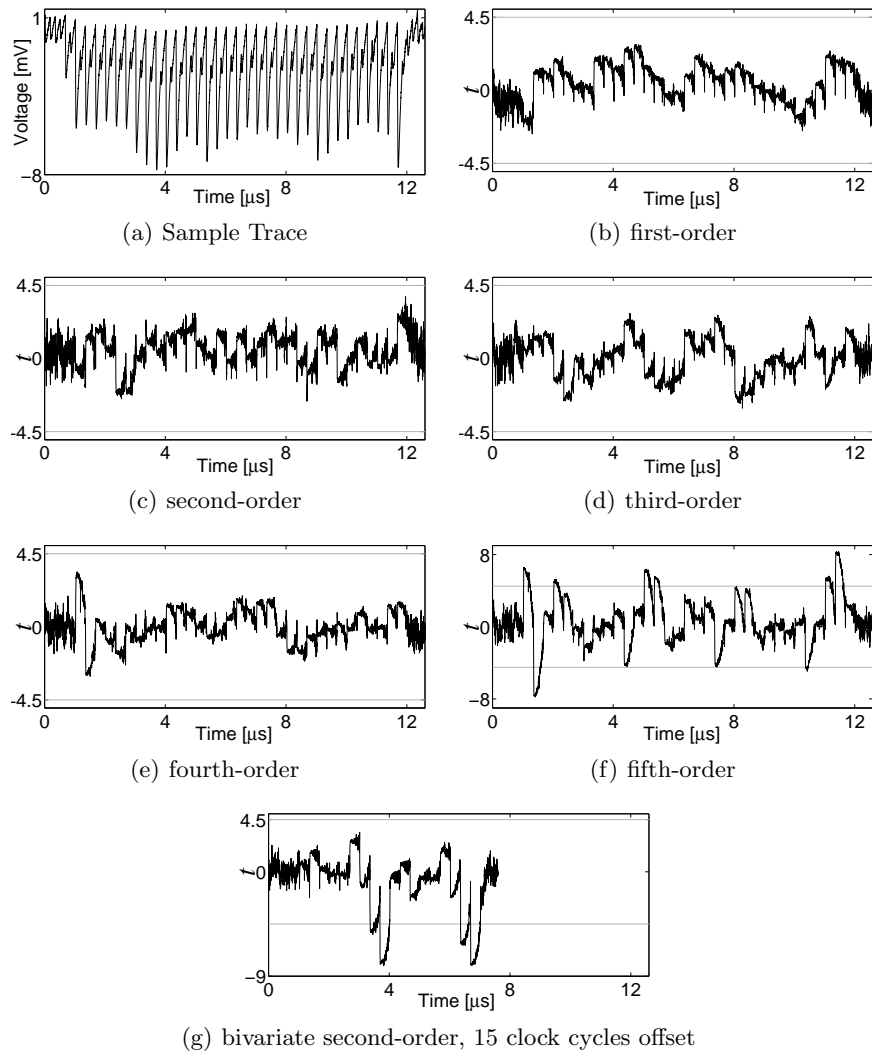 1
Voltage [mV]
-8
0 4 8 12
Time [µs]
(a) Sample Trace
4.5
t
0
-4.5
0 4 8 12
Time [µs]
(b) first-order
4.5
t
0
-4.5
0 4 8 12
Time [µs]
(c) second-order
4.5
t
0
-4.5
0 4 8 12
Time [µs]
(d) third-order
4.5
t
0
-4.5
0 4 8 12
Time [µs]
(e) fourth-order
8
t
0
-8
0 4 8 12
Time [µs]
(f) fifth-order
4.5
t
0
-9
0 4 8 12
Time [µs]
(g) bivariate second-order, 15 clock cycles offset